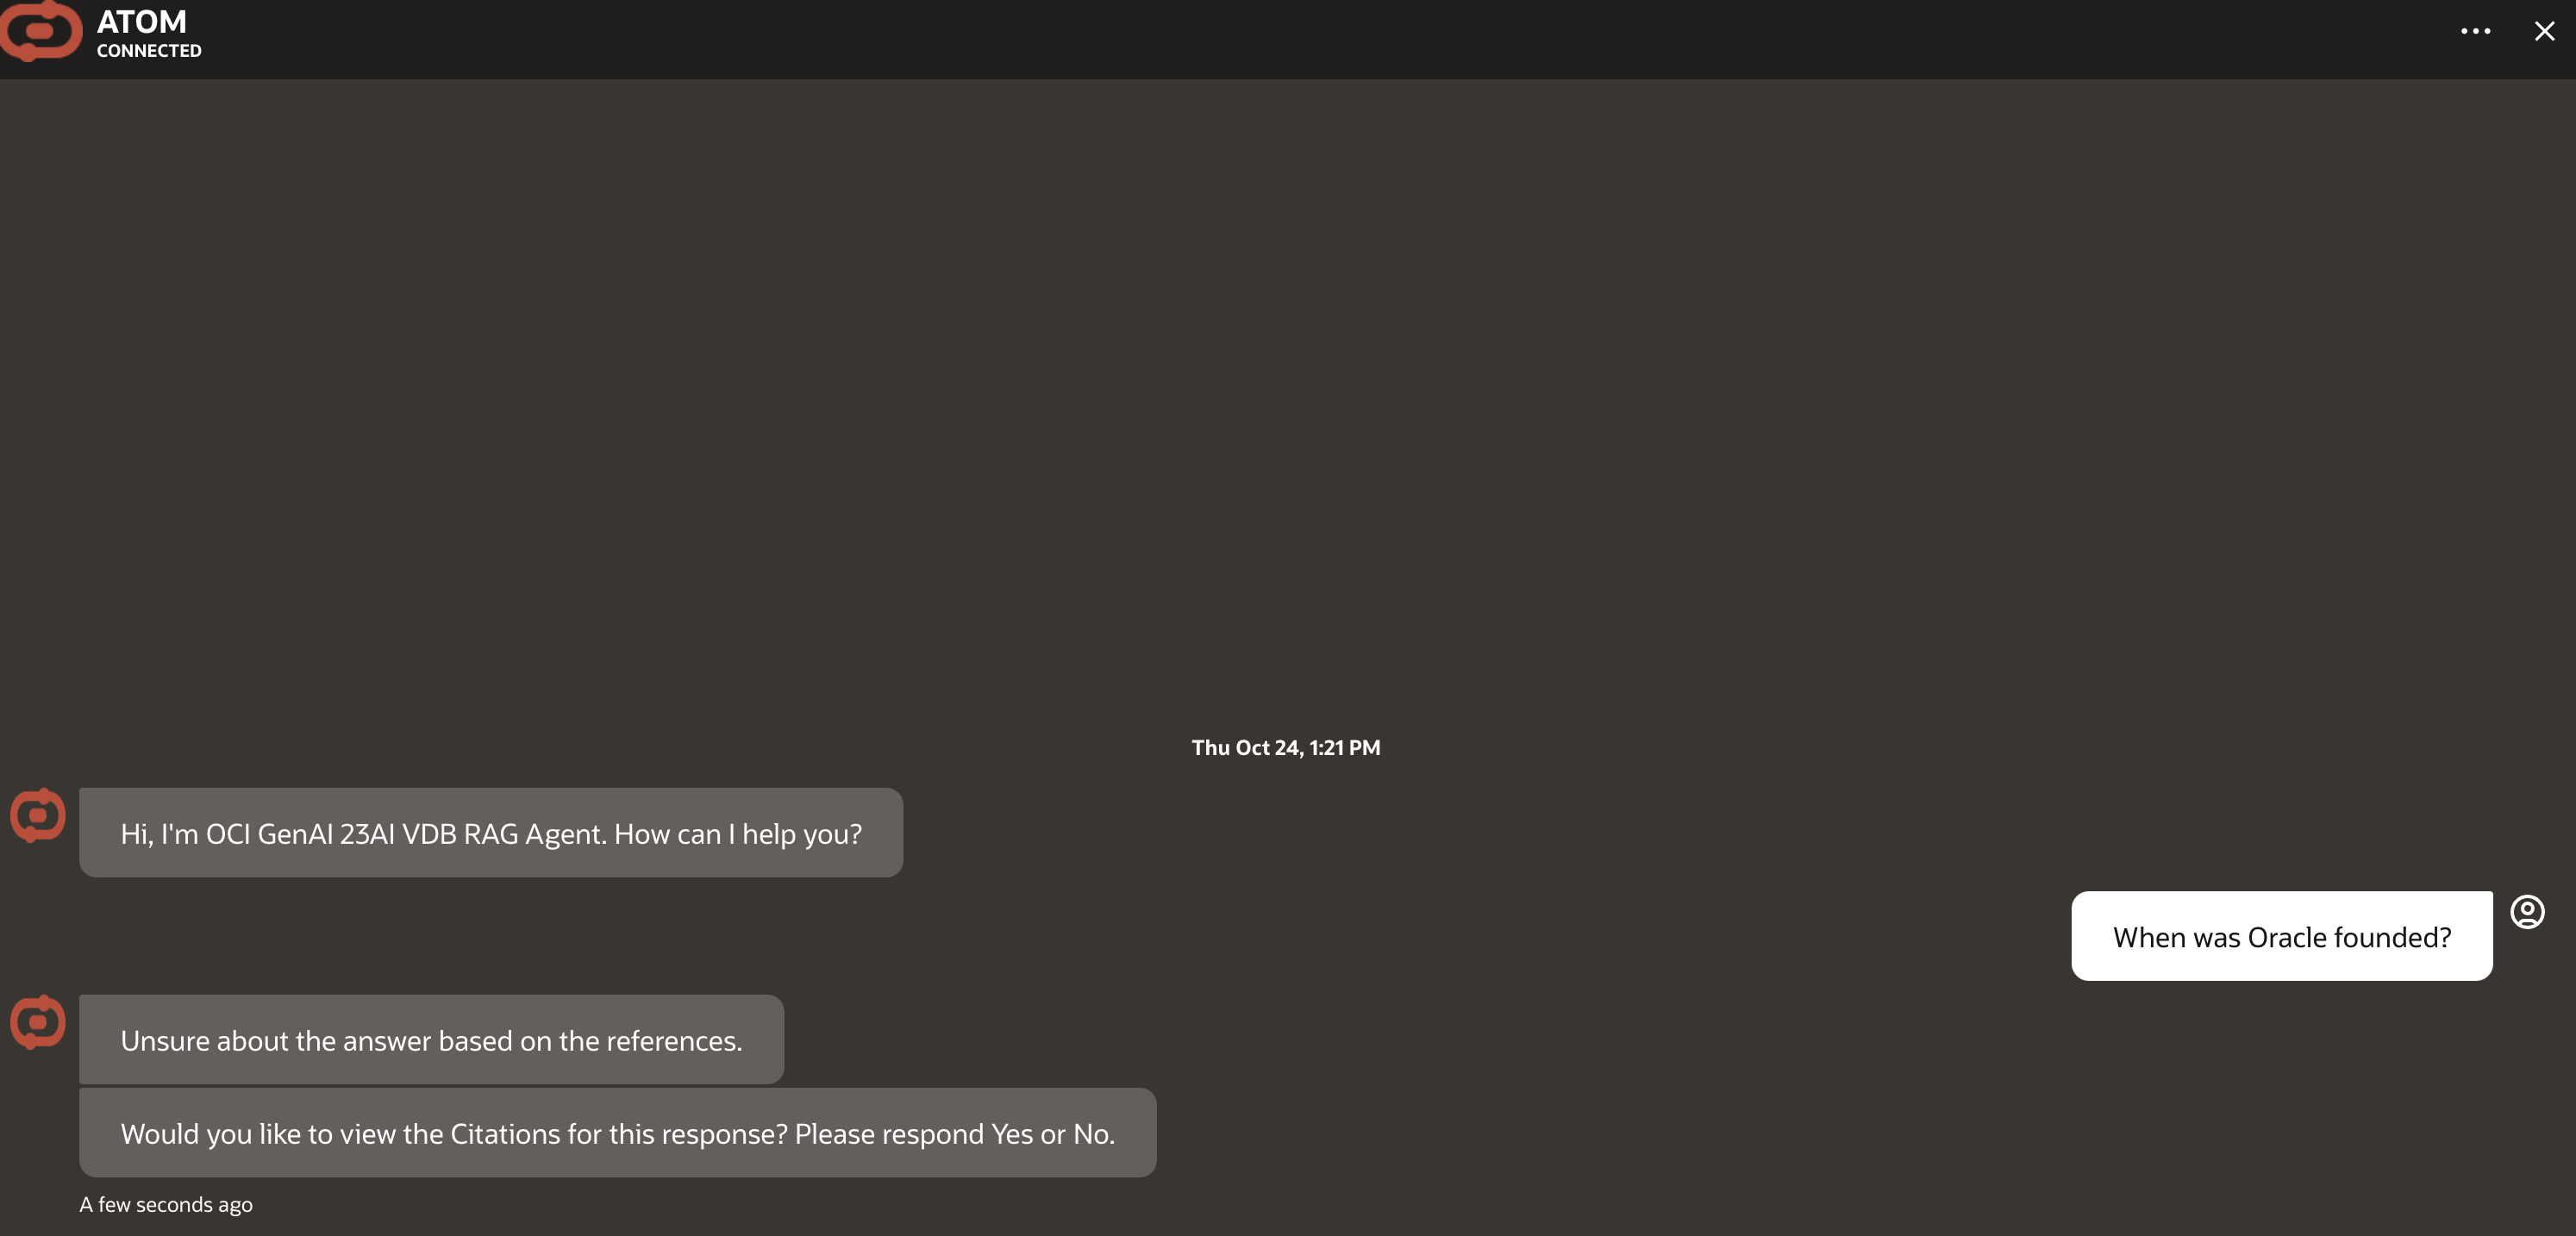 ATOM
CONNECTED
Thu Oct 24, 1:21 PM
Hi, I'm OCI GenAI 23AI VDB RAG Agent. How can I help you?
When was Oracle founded?
Unsure about the answer based on the references.
Would you like to view the Citations for this response? Please respond Yes or No.
A few seconds ago